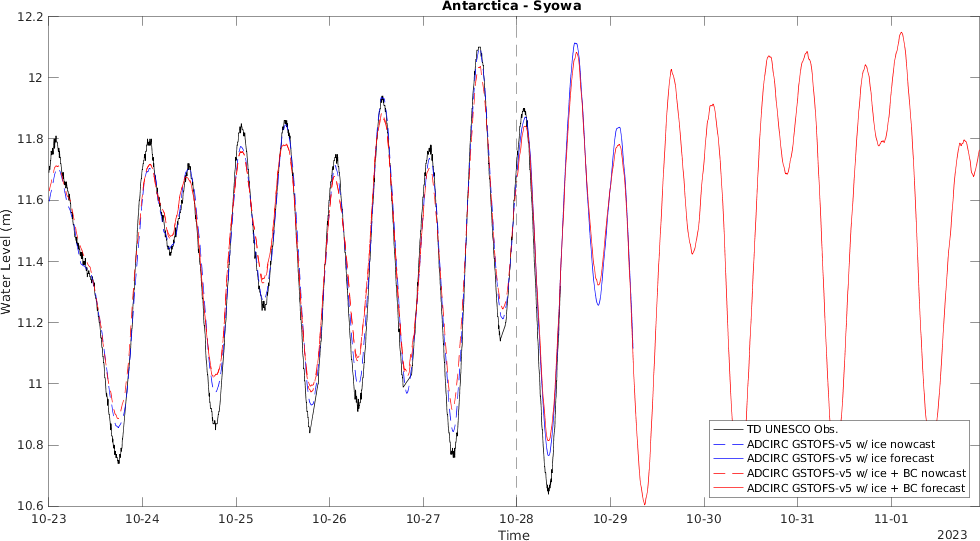 Antarctica - Syowa
12.2
12
11.8
11.6
11.4
11.2
11
10.8
10.6
Water Level (m)
10-23
10-24
10-25
10-26
10-27
10-28
10-29
10-30
10-31
11-01
Time
2023
TD UNESCO Obs.
ADCIRC GSTOFS-v5 w/ ice nowcast
ADCIRC GSTOFS-v5 w/ ice forecast
ADCIRC GSTOFS-v5 w/ ice + BC nowcast
ADCIRC GSTOFS-v5 w/ ice + BC forecast